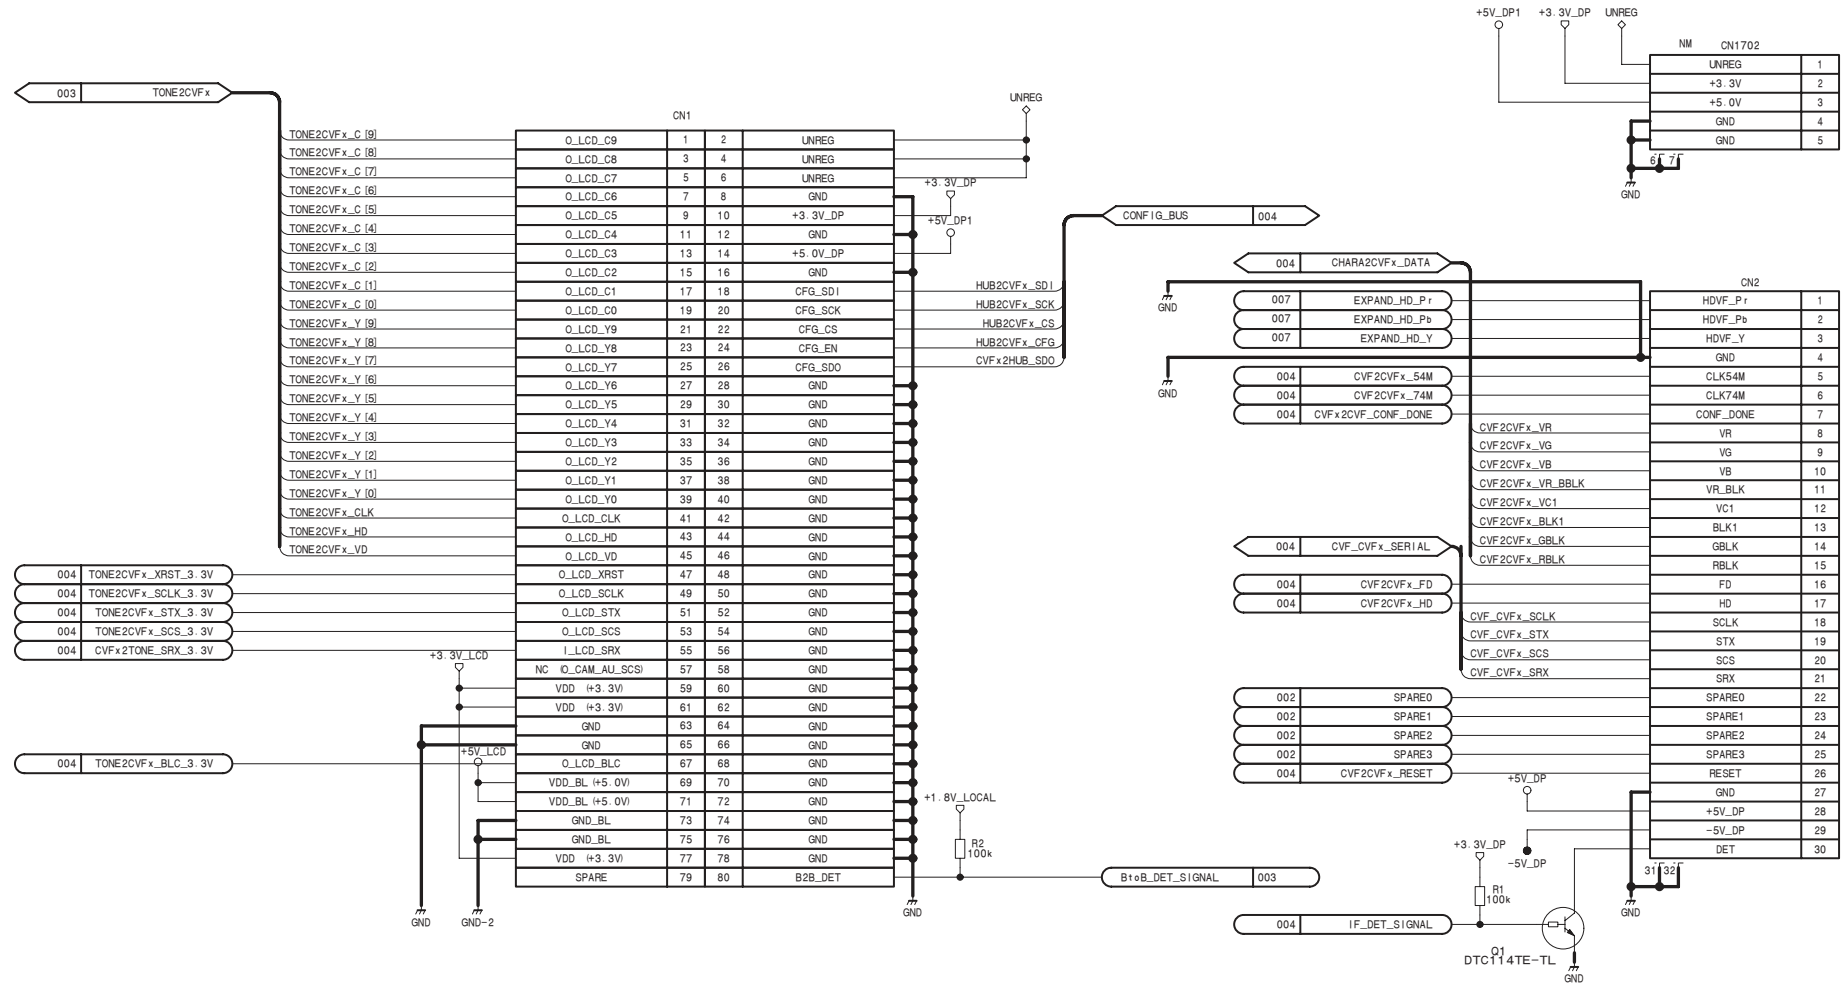 +5V_DP1 +3.3V_DP UNREG
NM CN1702
UNREG 1
+3.3V 2
+5.0V 3
GND 4
GND 5
6 7
GND
003 TONE2CVFx
UNREG
CN1
TONE2CVFx_C [9] O_LCD_C9 1 2 UNREG
TONE2CVFx_C [8] O_LCD_C8 3 4 UNREG
TONE2CVFx_C [7] O_LCD_C7 5 6 UNREG
+3.3V_DP
TONE2CVFx_C [6] O_LCD_C6 7 8 GND
TONE2CVFx_C [5] O_LCD_C5 9 10 +3.3V_DP
+5V_DP1
TONE2CVFx_C [4] O_LCD_C4 11 12 GND
TONE2CVFx_C [3] O_LCD_C3 13 14 +5.0V_DP
TONE2CVFx_C [2] O_LCD_C2 15 16 GND
TONE2CVFx_C [1] O_LCD_C1 17 18 CFG_SDI HUB2CVFx_SDI
TONE2CVFx_C [0] O_LCD_C0 19 20 CFG_SCK HUB2CVFx_SCK
TONE2CVFx_Y [9] O_LCD_Y9 21 22 CFG_CS HUB2CVFx_CS
TONE2CVFx_Y [8] O_LCD_Y8 23 24 CFG_EN HUB2CVFx_CFG
TONE2CVFx_Y [7] O_LCD_Y7 25 26 CFG_SDO CVFx2HUB_SDO
TONE2CVFx_Y [6] O_LCD_Y6 27 28 GND
TONE2CVFx_Y [5] O_LCD_Y5 29 30 GND
TONE2CVFx_Y [4] O_LCD_Y4 31 32 GND
TONE2CVFx_Y [3] O_LCD_Y3 33 34 GND
TONE2CVFx_Y [2] O_LCD_Y2 35 36 GND
TONE2CVFx_Y [1] O_LCD_Y1 37 38 GND
TONE2CVFx_Y [0] O_LCD_Y0 39 40 GND
TONE2CVFx_CLK O_LCD_CLK 41 42 GND
TONE2CVFx_HD O_LCD_HD 43 44 GND
TONE2CVFx_VD O_LCD_VD 45 46 GND
004 TONE2CVFx_XRST_3.3V O_LCD_XRST 47 48 GND
004 TONE2CVFx_SCLK_3.3V O_LCD_SCLK 49 50 GND
004 TONE2CVFx_STX_3.3V O_LCD_STX 51 52 GND
004 TONE2CVFx_SCS_3.3V O_LCD_SCS 53 54 GND
004 CVFx2TONE_SRX_3.3V I_LCD_SRX 55 56 GND
+3.3V_LCD
NC (O_CAM_AU_SCS) 57 58 GND
VDD (+3.3V) 59 60 GND
VDD (+3.3V) 61 62 GND
GND 63 64 GND
GND 65 66 GND
+5V_LCD
004 TONE2CVFx_BLC_3.3V O_LCD_BLC 67 68 GND
VDD_BL (+5.0V) 69 70 GND
VDD_BL (+5.0V) 71 72 GND
GND_BL 73 74 GND
GND_BL 75 76 GND
VDD (+3.3V) 77 78 GND
SPARE 79 80 B2B_DET
GND GND-2 GND
+1.8V_LOCAL
R2
100k
BtoB_DET_SIGNAL 003
CONFIG_BUS 004
004 CHARA2CVFx_DATA
CN2
GND
007 EXPAND_HD_Pr HDVF_Pr 1
007 EXPAND_HD_Pb HDVF_Pb 2
007 EXPAND_HD_Y HDVF_Y 3
GND 4
GND
004 CVF2CVFx_54M CLK54M 5
004 CVF2CVFx_74M CLK74M 6
004 CVFx2CVF_CONF_DONE CONF_DONE 7
CVF2CVFx_VR VR 8
CVF2CVFx_VG VG 9
CVF2CVFx_VB VB 10
CVF2CVFx_VR_BBLK VR_BLK 11
CVF2CVFx_VC1 VC1 12
CVF2CVFx_BLK1 BLK1 13
CVF2CVFx_GBLK GBLK 14
004 CVF_CVFx_SERIAL
CVF2CVFx_RBLK RBLK 15
004 CVF2CVFx_FD FD 16
004 CVF2CVFx_HD HD 17
CVF_CVFx_SCLK SCLK 18
CVF_CVFx_STX STX 19
CVF_CVFx_SCS SCS 20
CVF_CVFx_SRX SRX 21
002 SPARE0 SPARE0 22
002 SPARE1 SPARE1 23
002 SPARE2 SPARE2 24
002 SPARE3 SPARE3 25
004 CVF2CVFx_RESET RESET 26
+5V_DP
GND 27
+5V_DP 28
-5V_DP 29
DET 30
+3.3V_DP -5V_DP
31 32
GND
R1
100k
004 IF_DET_SIGNAL
Q1
DTC114TE-TL
GND